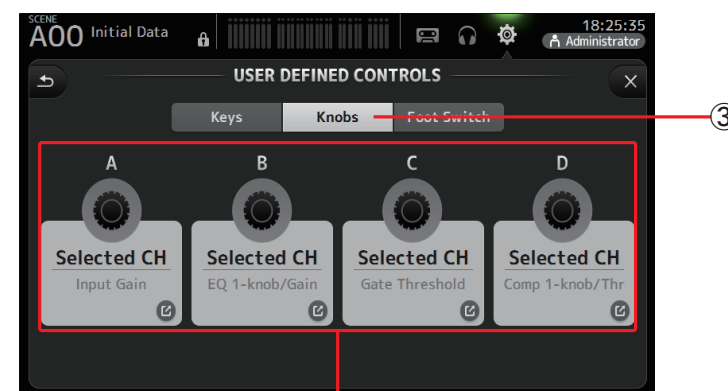 SCENE
A00 Initial Data
18:25:35
Administrator
USER DEFINED CONTROLS
Keys Knobs Foot Switch
③
A B C D
Selected CH Selected CH Selected CH Selected CH
Input Gain EQ 1-knob/Gain Gate Threshold Comp 1-knob/Thr